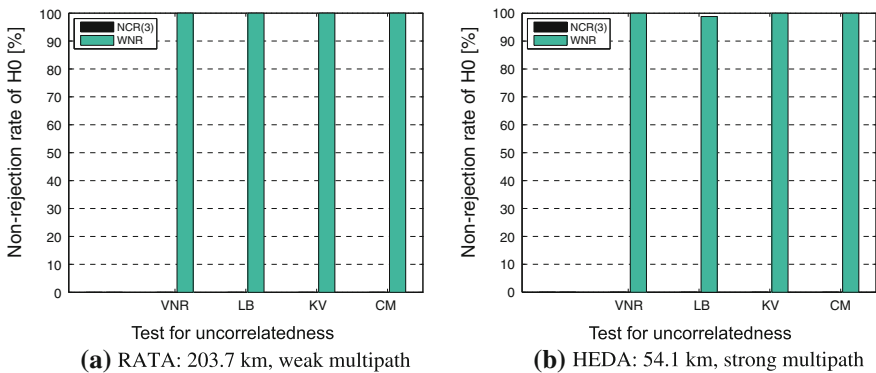 Non-rejection rate of H0 [%]
100
90
80
70
60
50
40
30
20
10
0
NCR(3)
WNR
VNR LB KV CM
Test for uncorrelatedness
(a) RATA: 203.7 km, weak multipath
Non-rejection rate of H0 [%]
100
90
80
70
60
50
40
30
20
10
0
NCR(3)
WNR
VNR LB KV CM
Test for uncorrelatedness
(b) HEDA: 54.1 km, strong multipath